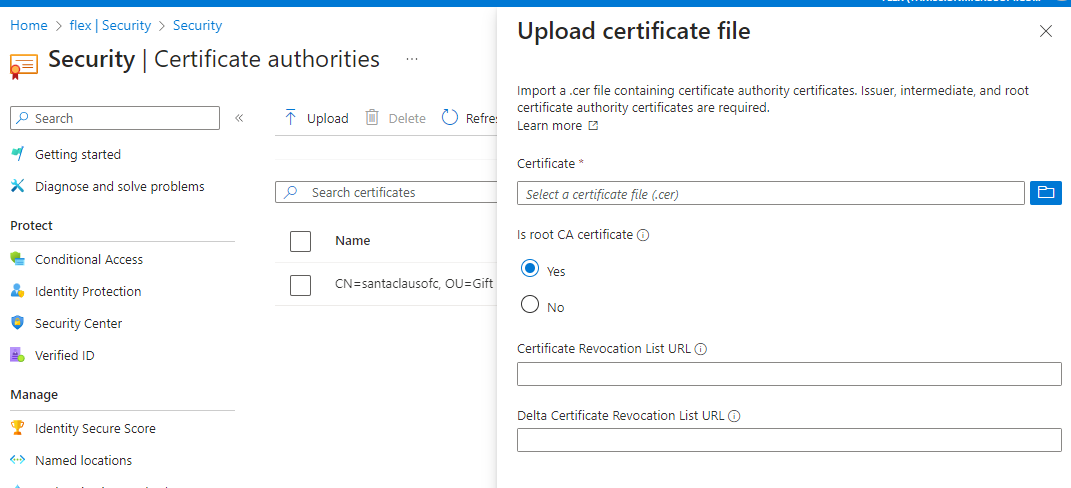 Home > flex | Security > Security
Security | Certificate authorities ...
Search
«
Getting started
Diagnose and solve problems
Protect
Conditional Access
Identity Protection
Security Center
Verified ID
Manage
Identity Secure Score
Named locations
Upload
Delete
Refres
Search certificates
Name
CN=santaclausofc, OU=Gift
Upload certificate file
Import a .cer file containing certificate authority certificates. Issuer, intermediate, and root
certificate authority certificates are required.
Learn more
Certificate *
Select a certificate file (.cer)
Is root CA certificate
Yes
No
Certificate Revocation List URL
Delta Certificate Revocation List URL